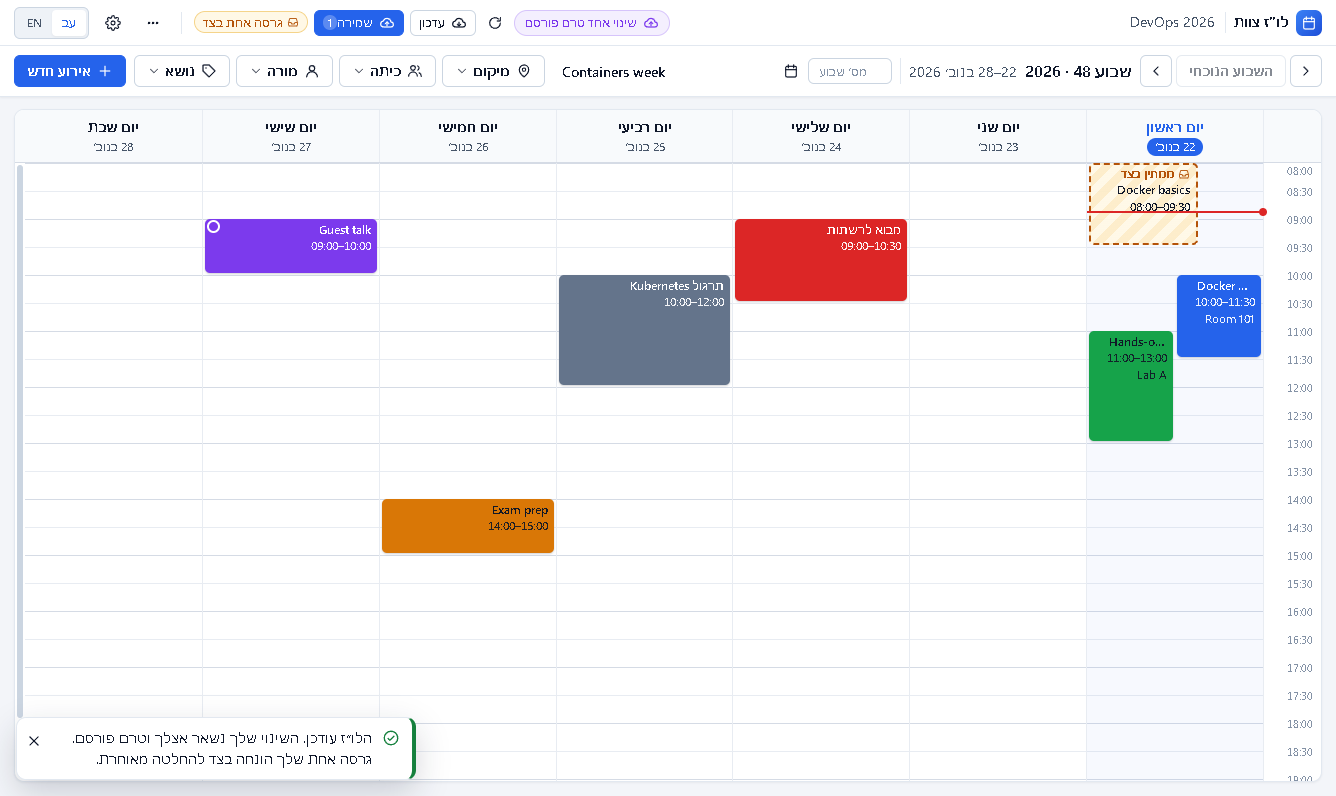 לו״ז צוות
DevOps 2026
שינוי אחד טרם פורסם
עדכון
שמירה 1
גרסה אחת בצד
עב
EN
השבוע הנוכחי
שבוע 48 · 2026
22–28 בנוב׳ 2026
מס׳ שבוע
Containers week
מיקום
כיתה
מורה
נושא
אירוע חדש
יום ראשון
22 בנוב׳
יום שני
23 בנוב׳
יום שלישי
24 בנוב׳
יום רביעי
25 בנוב׳
יום חמישי
26 בנוב׳
יום שישי
27 בנוב׳
יום שבת
28 בנוב׳
08:00
08:30
09:00
09:30
10:00
10:30
11:00
11:30
12:00
12:30
13:00
13:30
14:00
14:30
15:00
15:30
16:00
16:30
17:00
17:30
18:00
18:30
19:00
ממתין בצד
Docker basics
08:00–09:30
Docker ...
10:00–11:30
Room 101
Hands-o...
11:00–13:00
Lab A
מבוא לרשתות
09:00–10:30
תרגול Kubernetes
10:00–12:00
Exam prep
14:00–15:00
Guest talk
09:00–10:00
הלו״ז עודכן. השינוי שלך נשאר אצלך וטרם פורסם.
גרסה אחת שלך הונחה בצד להחלטה מאוחרת.